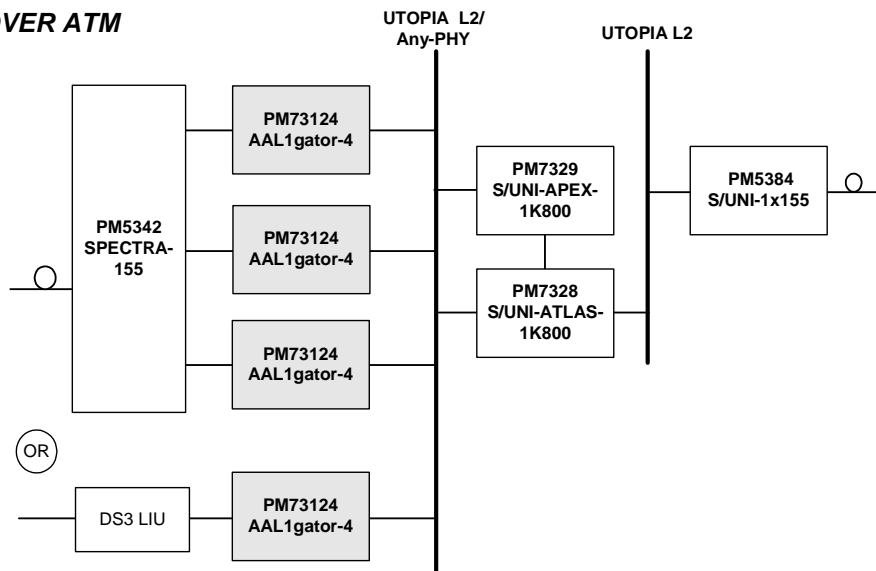 OVER ATM
UTOPIA L2/
Any-PHY
UTOPIA L2
PM5342
SPECTRA-
155
PM73124
AAL1gator-4
PM73124
AAL1gator-4
PM73124
AAL1gator-4
PM7329
S/UNI-APEX-
1K800
PM7328
S/UNI-ATLAS-
1K800
PM5384
S/UNI-1x155
OR
DS3 LIU
PM73124
AAL1gator-4